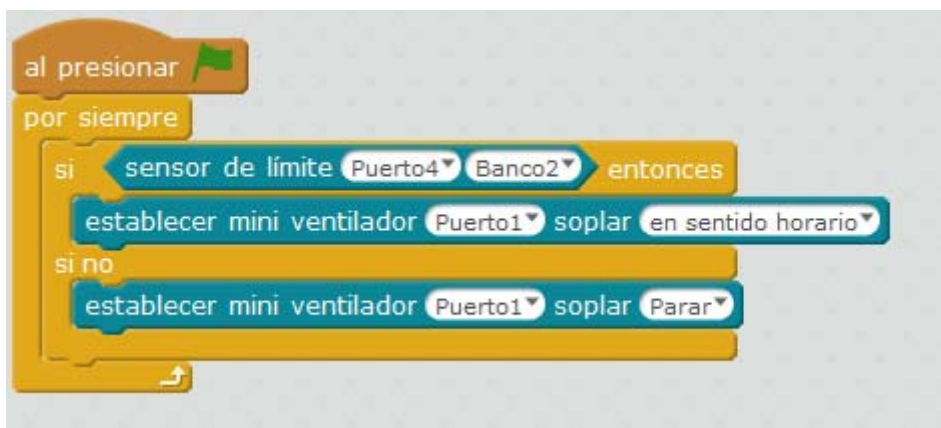 al presionar
por siempre
si sensor de límite Puerto4 Banco2 entonces
establecer mini ventilador Puerto1 soplar en sentido horario
si no
establecer mini ventilador Puerto1 soplar Parar